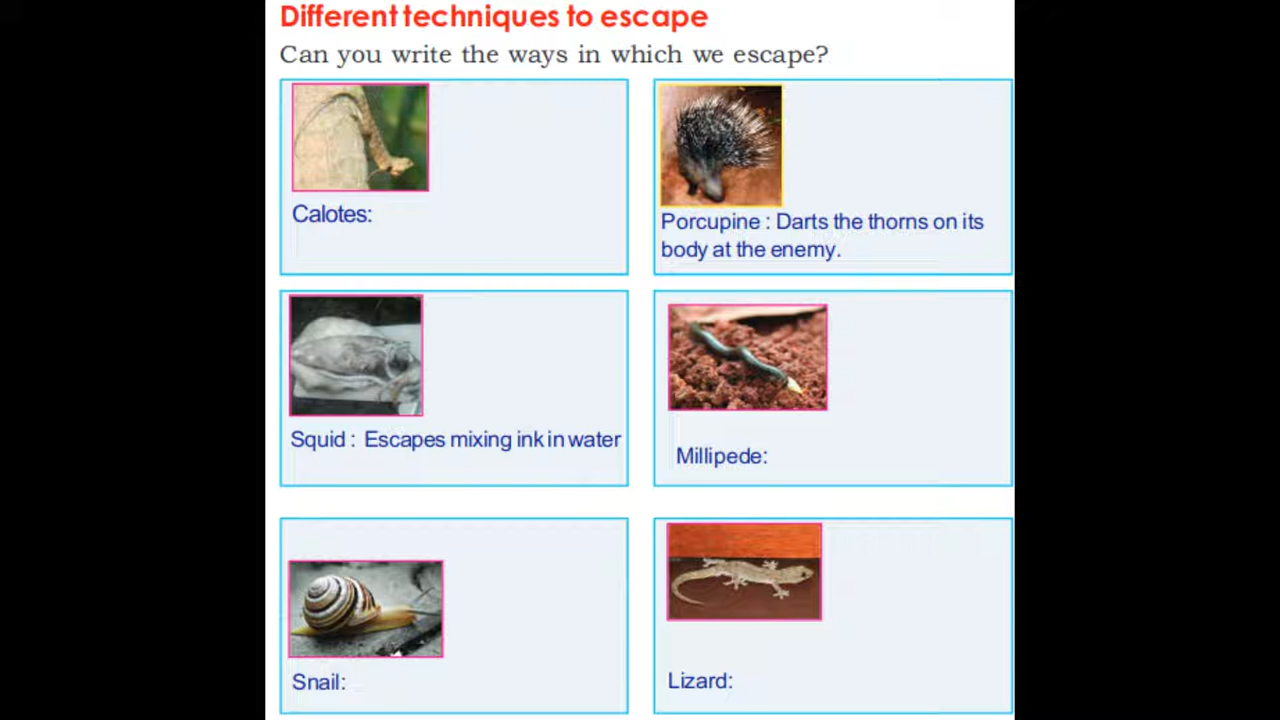 Different techniques to escape
Can you write the ways in which we escape?
Calotes:
Porcupine : Darts the thorns on its
body at the enemy.
Squid : Escapes mixing ink in water
Millipede:
Snail:
Lizard: